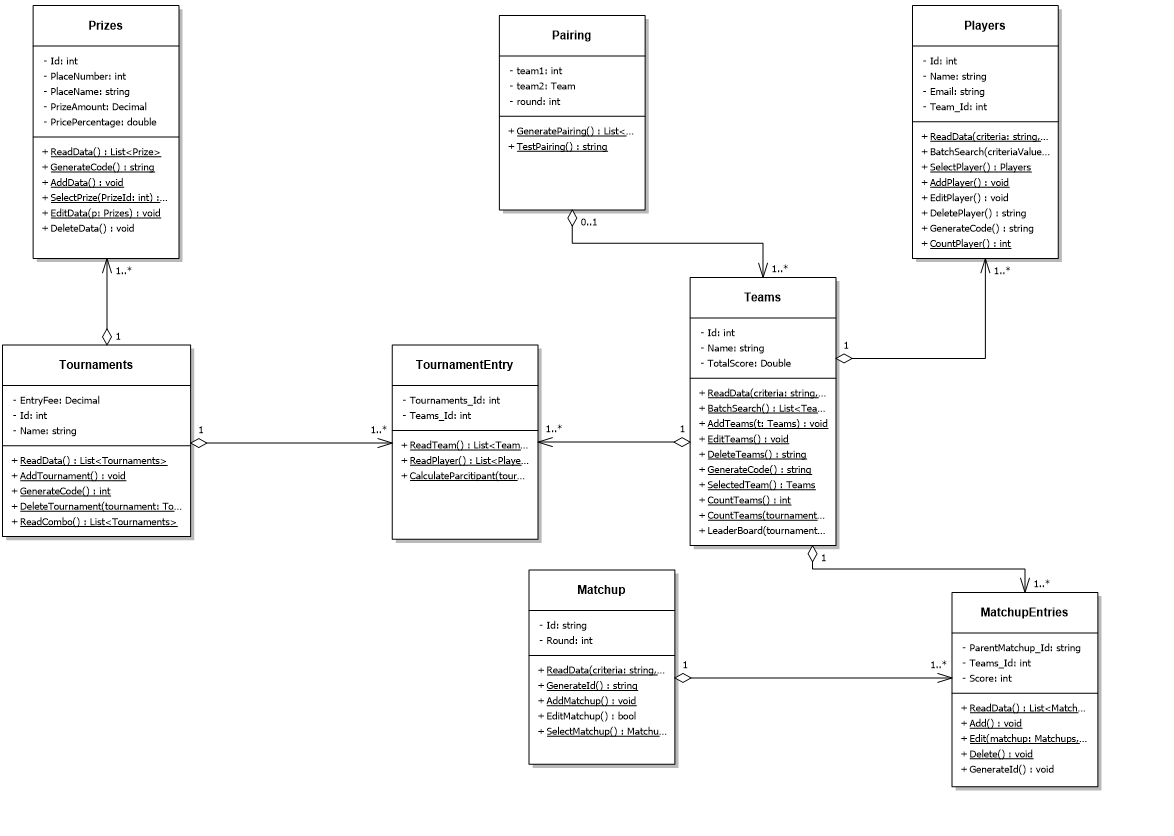 Prizes
- Id: int
- PlaceNumber: int
- PlaceName: string
- PrizeAmount: Decimal
- PricePercentage: double
+ ReadData() : List<Prize>
+ GenerateCode() : string
+ AddData() : void
+ SelectPrize(PrizeId: int) :...
+ EditData(p: Prizes) : void
+ DeleteData() : void
1..*
1
Pairing
- team1: int
- team2: Team
- round: int
+ GeneratePairing() : List<...
+ TestPairing() : string
0..1
1..*
Players
- Id: int
- Name: string
- Email: string
- Team_Id: int
+ ReadData(criteria: string,...
+ BatchSearch(criteriaValue...
+ SelectPlayer() : Players
+ AddPlayer() : void
+ EditPlayer() : void
+ DeletePlayer() : string
+ GenerateCode() : string
+ CountPlayer() : int
1..*
1
Tournaments
- EntryFee: Decimal
- Id: int
- Name: string
+ ReadData() : List<Tournaments>
+ AddTournament() : void
+ GenerateCode() : int
+ DeleteTournament(tournament: To...
+ ReadCombo() : List<Tournaments>
1
1..*
TournamentEntry
- Tournaments_Id: int
- Teams_Id: int
+ ReadTeam() : List<Team...
+ ReadPlayer() : List<Playe...
+ CalculateParcitipant(tour...
1..*
1
Teams
- Id: int
- Name: string
- TotalScore: Double
+ ReadData(criteria: string,...
+ BatchSearch() : List<Tea...
+ AddTeams(t: Teams) : void
+ EditTeams() : void
+ DeleteTeams() : string
+ GenerateCode() : string
+ SelectedTeam() : Teams
+ CountTeams() : int
+ CountTeams(tournament...
+ LeaderBoard(tournament...
1
1..*
Matchup
- Id: string
- Round: int
+ ReadData(criteria: string,...
+ GenerateId() : string
+ AddMatchup() : void
+ EditMatchup() : bool
+ SelectMatchup() : Matchu...
1
1..*
MatchupEntries
- ParentMatchup_Id: string
- Teams_Id: int
- Score: int
+ ReadData() : List<Match...
+ Add() : void
+ Edit(matchup: Matchups,...
+ Delete() : void
+ GenerateId() : void